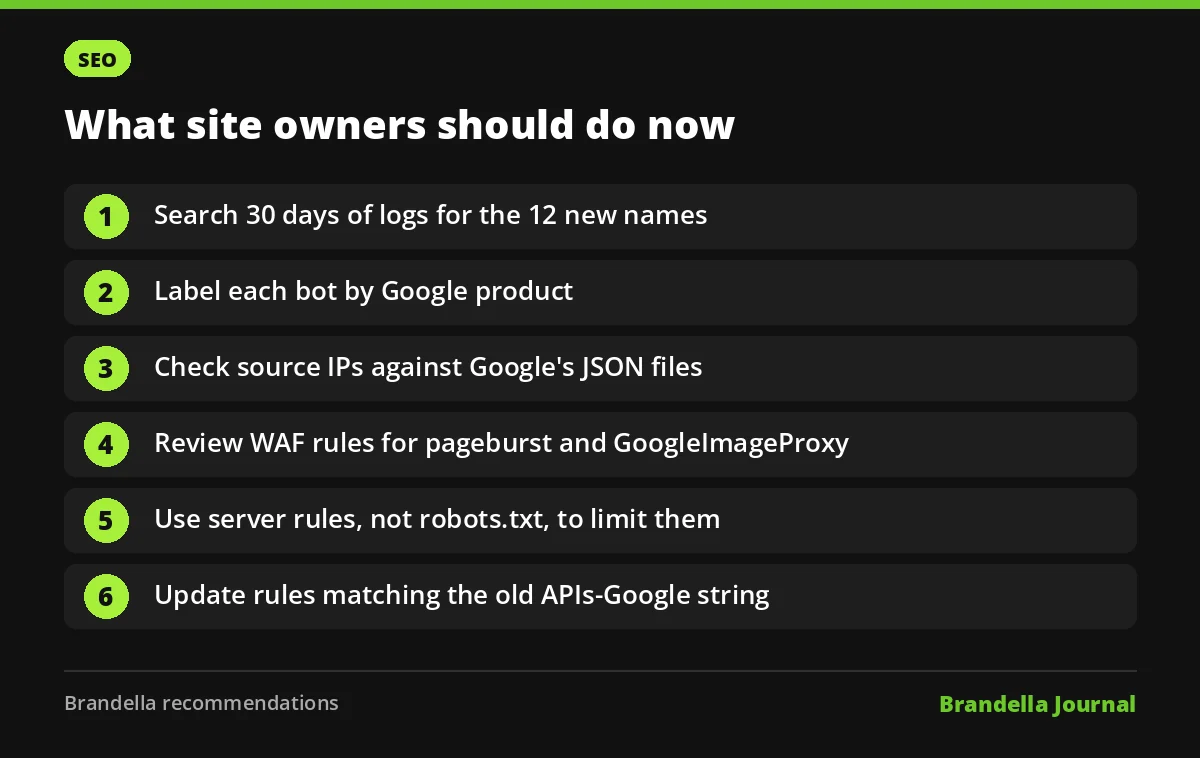 SEO
What site owners should do now
1 Search 30 days of logs for the 12 new names
2 Label each bot by Google product
3 Check source IPs against Google's JSON files
4 Review WAF rules for pageburst and GoogleImageProxy
5 Use server rules, not robots.txt, to limit them
6 Update rules matching the old APIs-Google string
Brandella recommendations
Brandella Journal